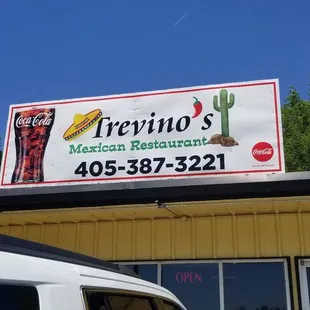 Coca-Cola
Trevino's
Mexican Restaurant
405-387-3221
Coca-Cola
OPEN